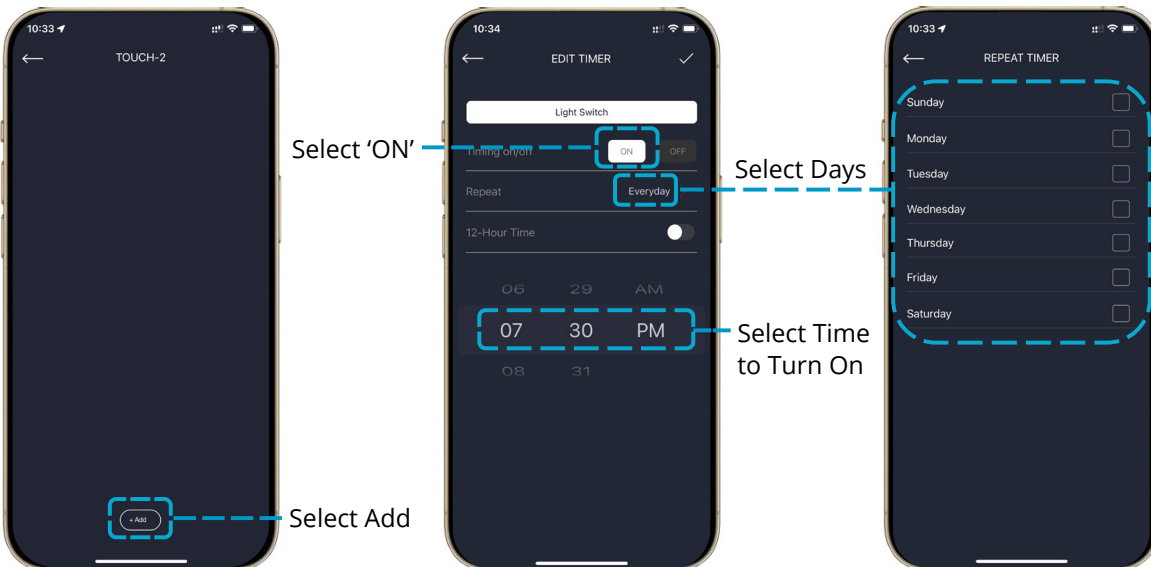 10:33
TOUCH-2
+ Add
Select Add
10:34
EDIT TIMER
Light Switch
Select ‘ON’
Timing on/off
ON
OFF
Repeat
Everyday
12-Hour Time
06 29 AM
07 30 PM
08 31
Select Days
Select Time
to Turn On
10:33
REPEAT TIMER
Sunday
Monday
Tuesday
Wednesday
Thursday
Friday
Saturday